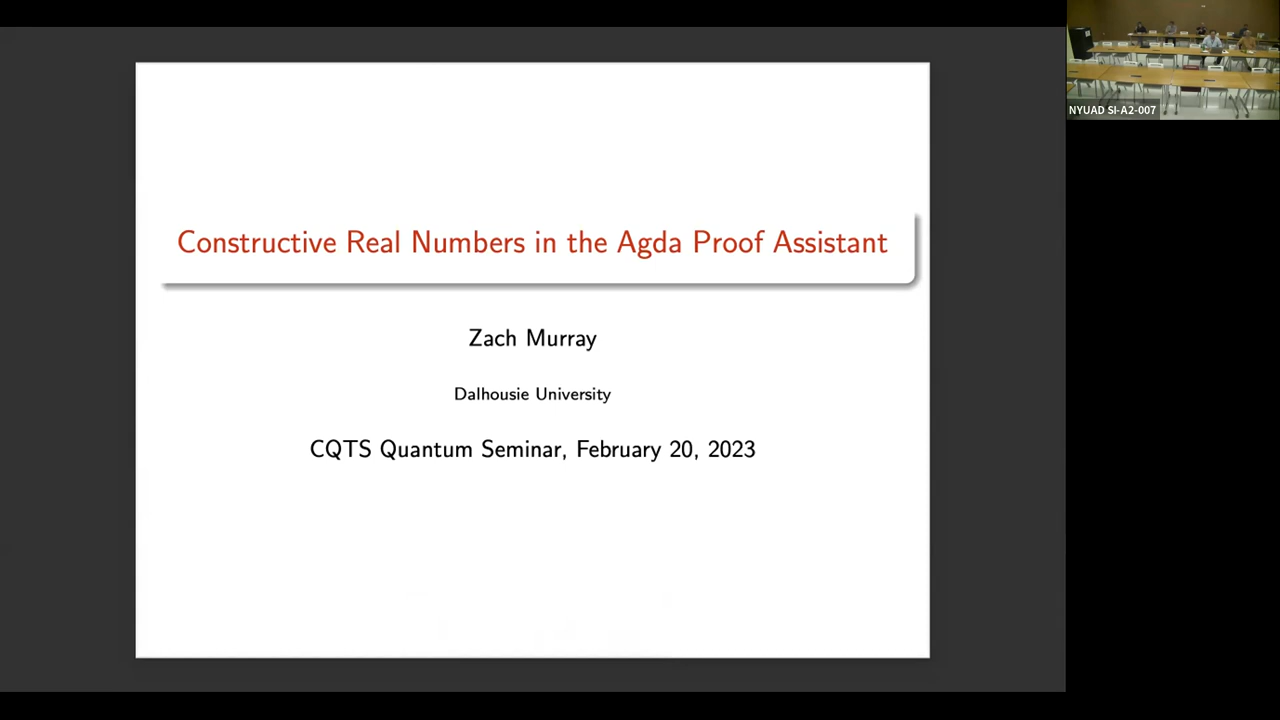 Constructive Real Numbers in the Agda Proof Assistant
Zach Murray
Dalhousie University
CQTS Quantum Seminar, February 20, 2023
NYUAD SI-A2-007